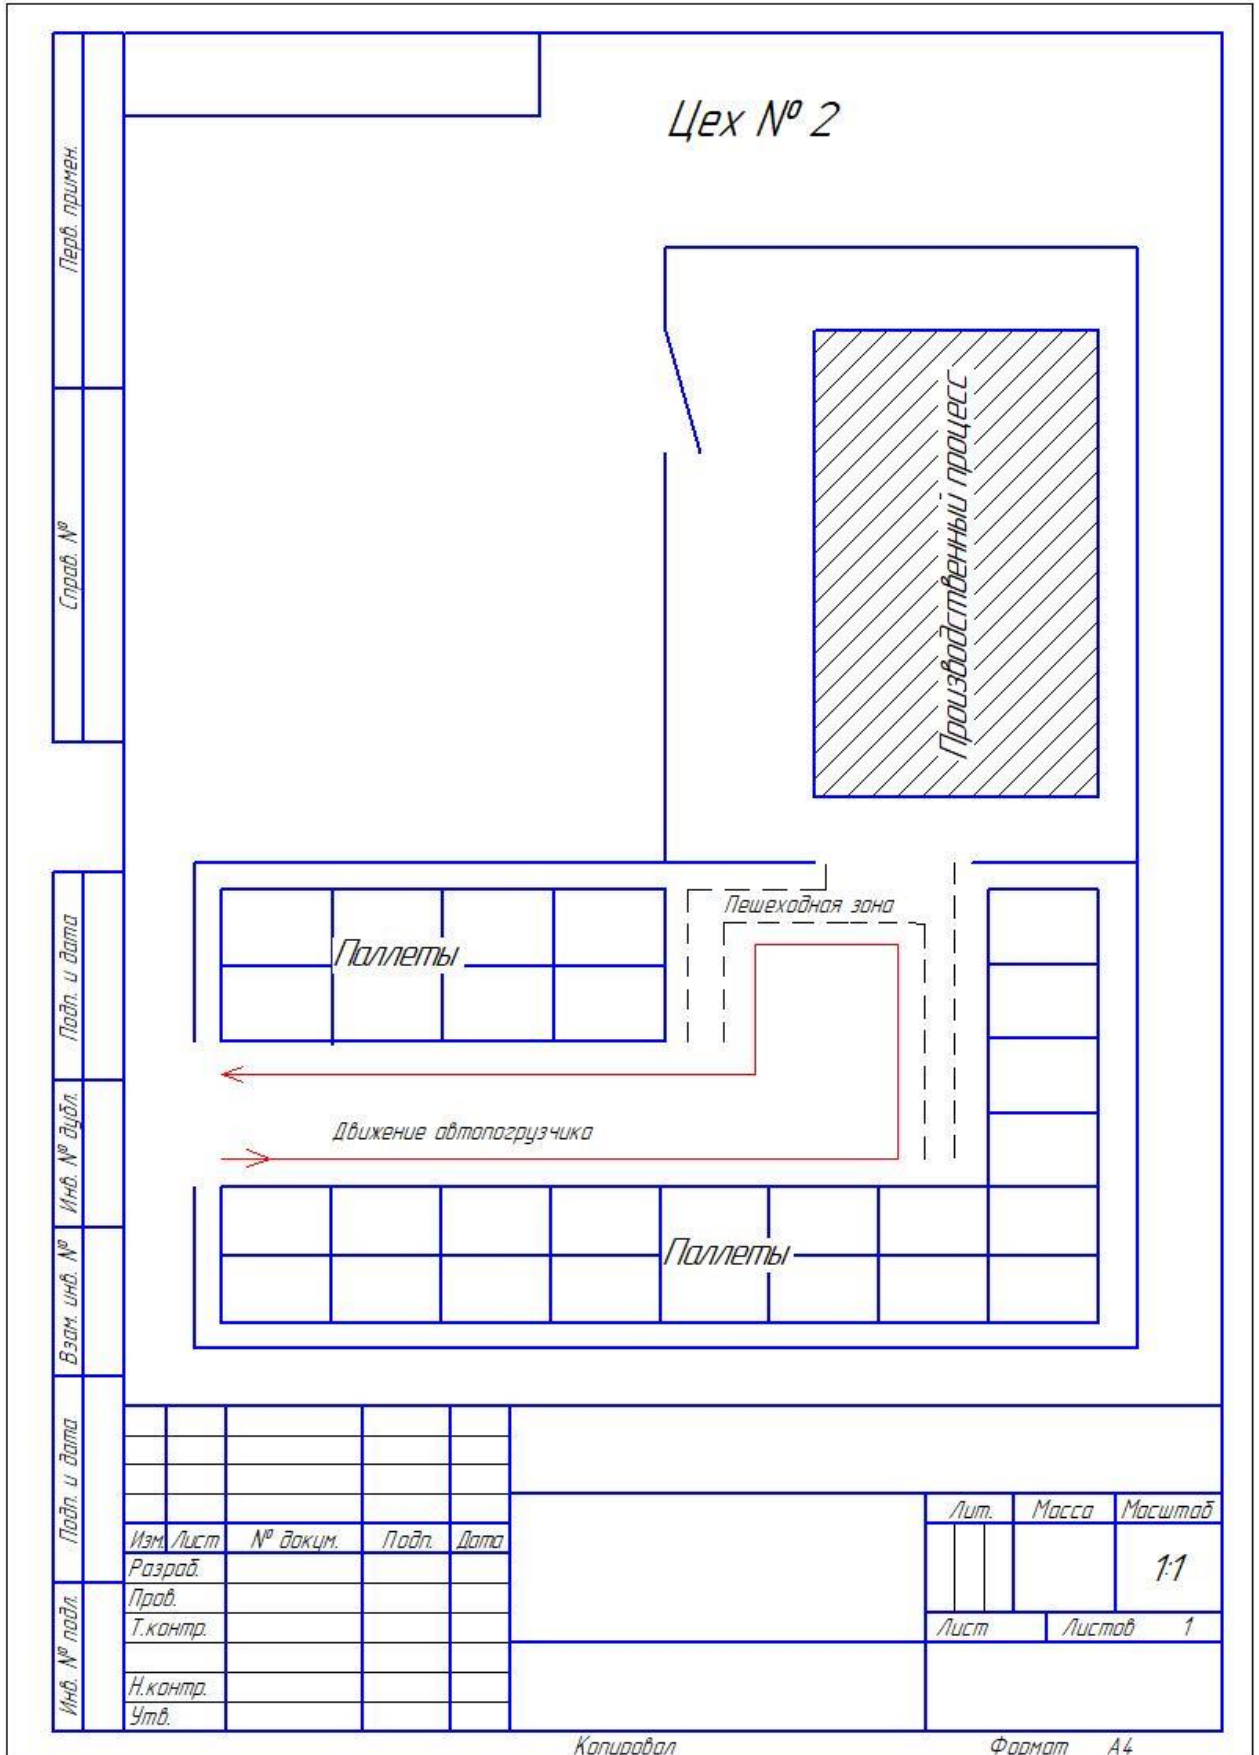 Цех № 2
Перв. примен.
Справ. №
Производственный процесс
Пешеходная зона
Паллеты
Движение автопогрузчика
Паллеты
Подп. и дата
Инв. № дубл.
Взам. инв. №
Подп. и дата
Инв. № подл.
Изм. Лист № докум. Подп. Дата
Разраб.
Пров.
Т.контр.
Н.контр.
Утв.
Лит. Масса Масштаб
1:1
Лист Листов 1
Копировал Формат А4